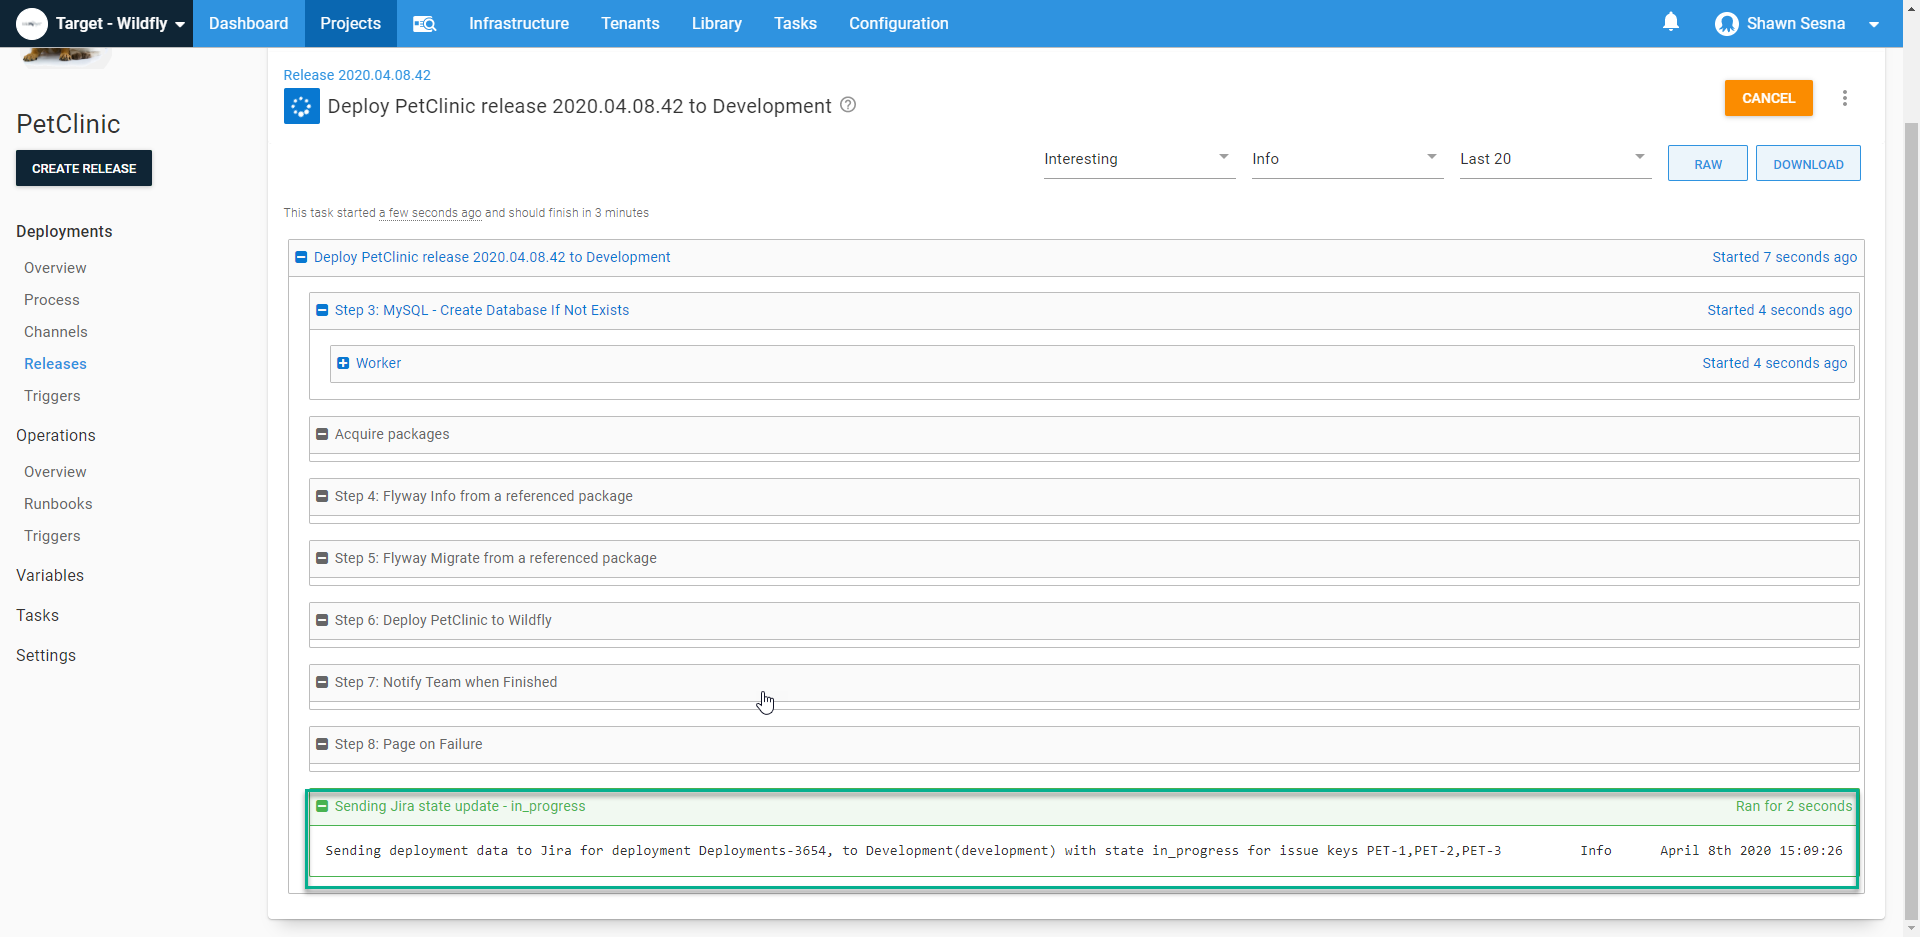 Target - Wildfly
Dashboard
Projects
Infrastructure
Tenants
Library
Tasks
Configuration
Shawn Sesna
PetClinic
CREATE RELEASE
Deployments
Overview
Process
Channels
Releases
Triggers
Operations
Overview
Runbooks
Triggers
Variables
Tasks
Settings
Release 2020.04.08.42
Deploy PetClinic release 2020.04.08.42 to Development
CANCEL
Interesting
Info
Last 20
RAW
DOWNLOAD
This task started a few seconds ago and should finish in 3 minutes
Deploy PetClinic release 2020.04.08.42 to Development Started 7 seconds ago
Step 3: MySQL - Create Database If Not Exists Started 4 seconds ago
Worker Started 4 seconds ago
Acquire packages
Step 4: Flyway Info from a referenced package
Step 5: Flyway Migrate from a referenced package
Step 6: Deploy PetClinic to Wildfly
Step 7: Notify Team when Finished
Step 8: Page on Failure
Sending Jira state update - in_progress Ran for 2 seconds
Sending deployment data to Jira for deployment Deployments-3654, to Development(development) with state in_progress for issue keys PET-1,PET-2,PET-3 Info April 8th 2020 15:09:26